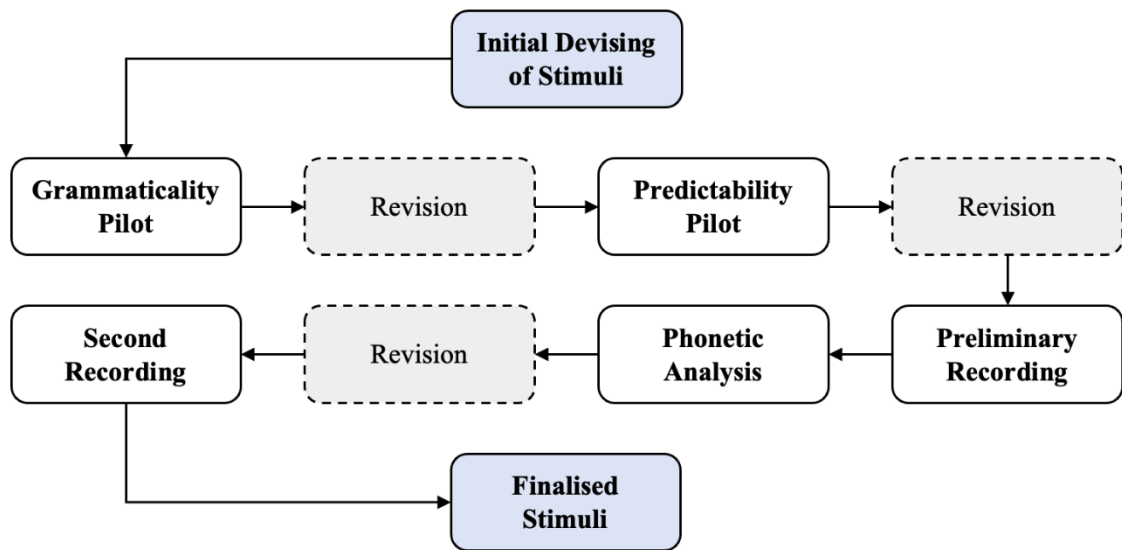 Initial Devising
of Stimuli
Grammaticality
Pilot
Revision
Predictability
Pilot
Revision
Preliminary
Recording
Phonetic
Analysis
Revision
Second
Recording
Finalised
Stimuli